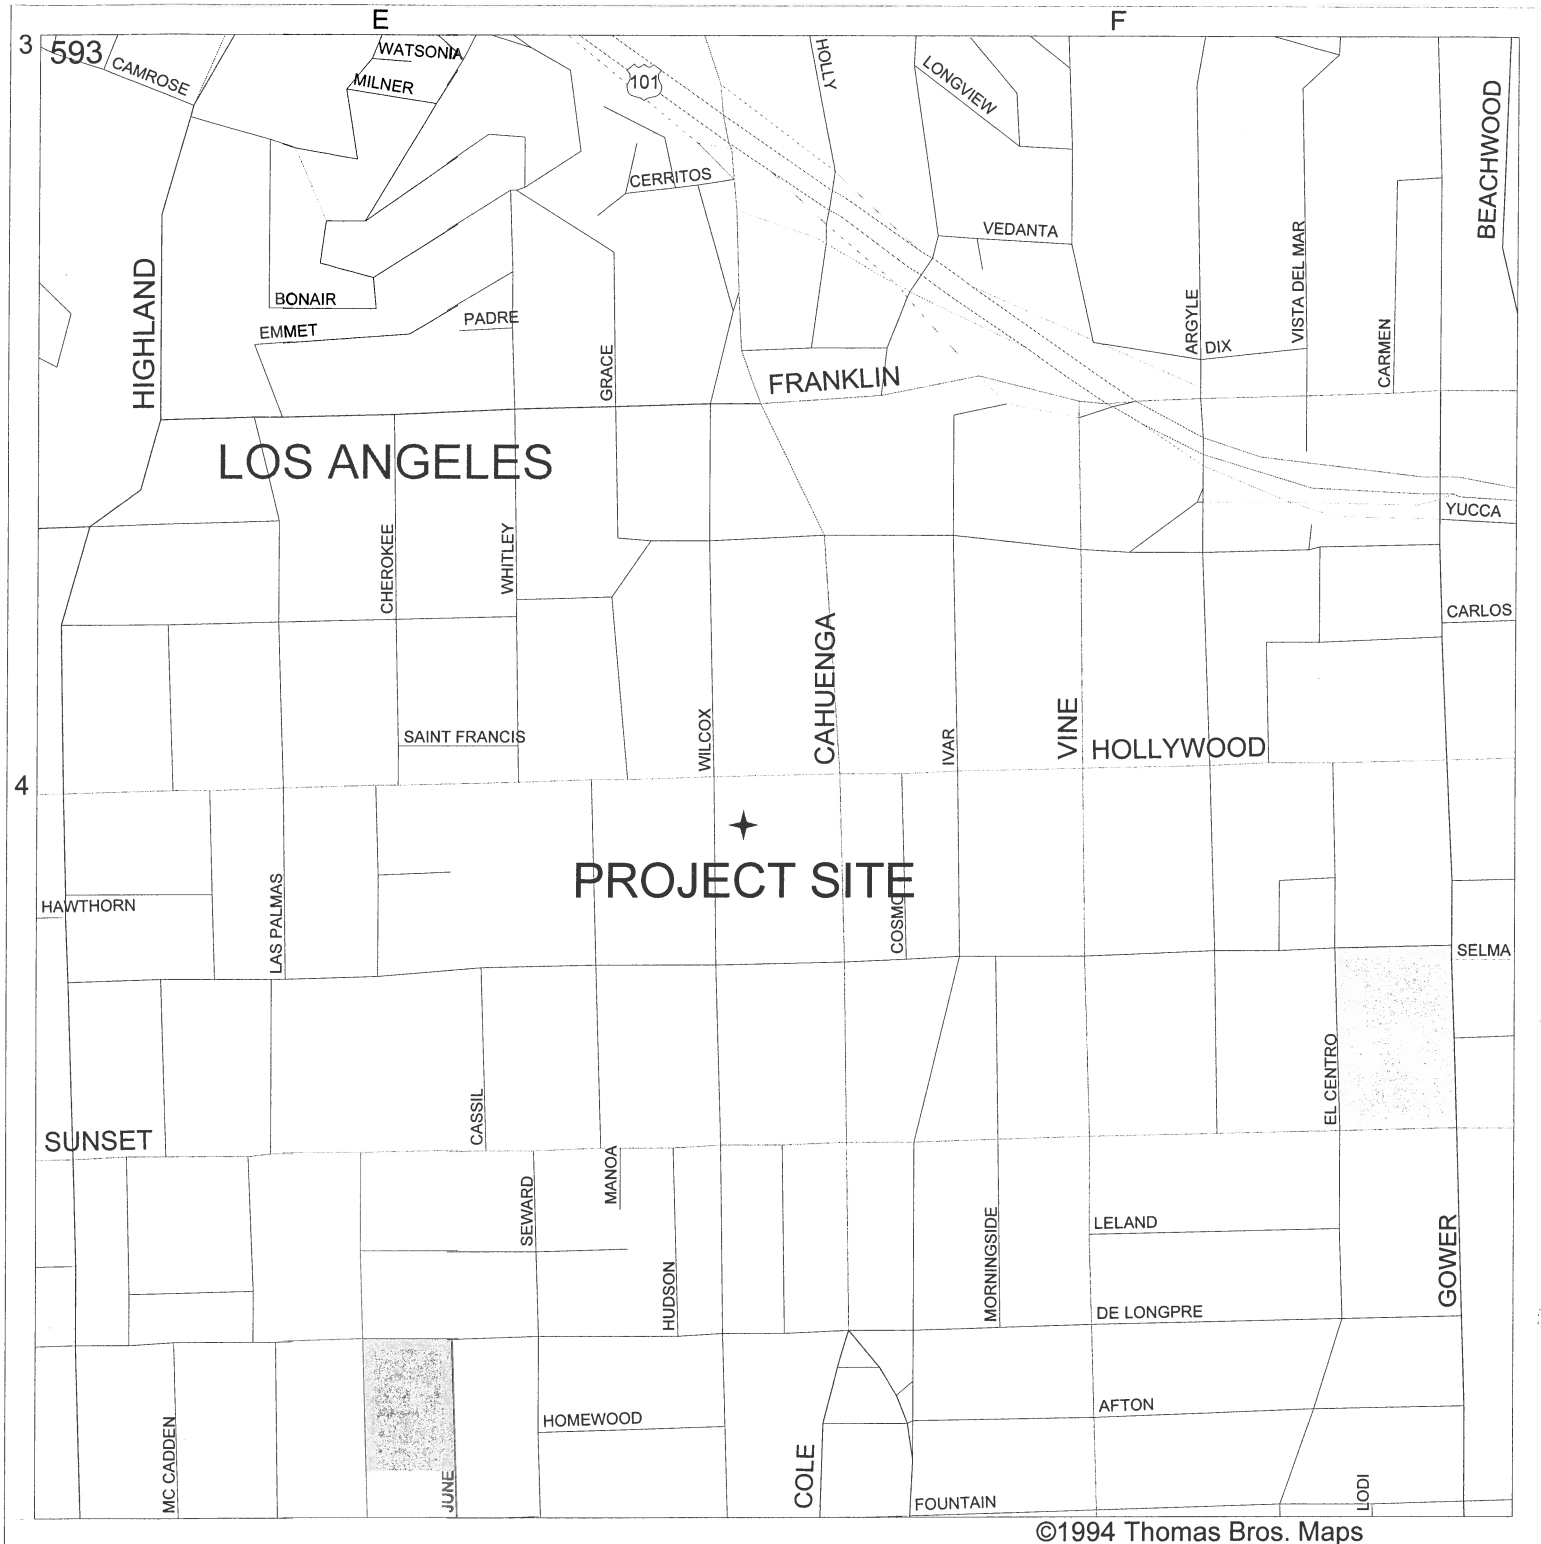 E
F
3
593
CAMROSE
WATSONIA
MILNER
101
HOLLY
LONGVIEW
BEACHWOOD
CERRITOS
VEDANTA
HIGHLAND
BONAIR
EMMET
PADRE
GRACE
FRANKLIN
ARGYLE
DIX
VISTA DEL MAR
CARMEN
LOS ANGELES
CHEROKEE
WHITLEY
YUCCA
CARLOS
SAINT FRANCIS
WILCOX
CAHUENGA
IVAR
VINE
HOLLYWOOD
4
PROJECT SITE
HAWTHORN
LAS PALMAS
COSMO
SELMA
SUNSET
CASSIL
EL CENTRO
SEWARD
MANOA
HUDSON
MORNINGSIDE
LELAND
GOWER
DE LONGPRE
MC CADDEN
JUNE
HOMEWOOD
COLE
AFTON
FOUNTAIN
LODI
©1994 Thomas Bros. Maps